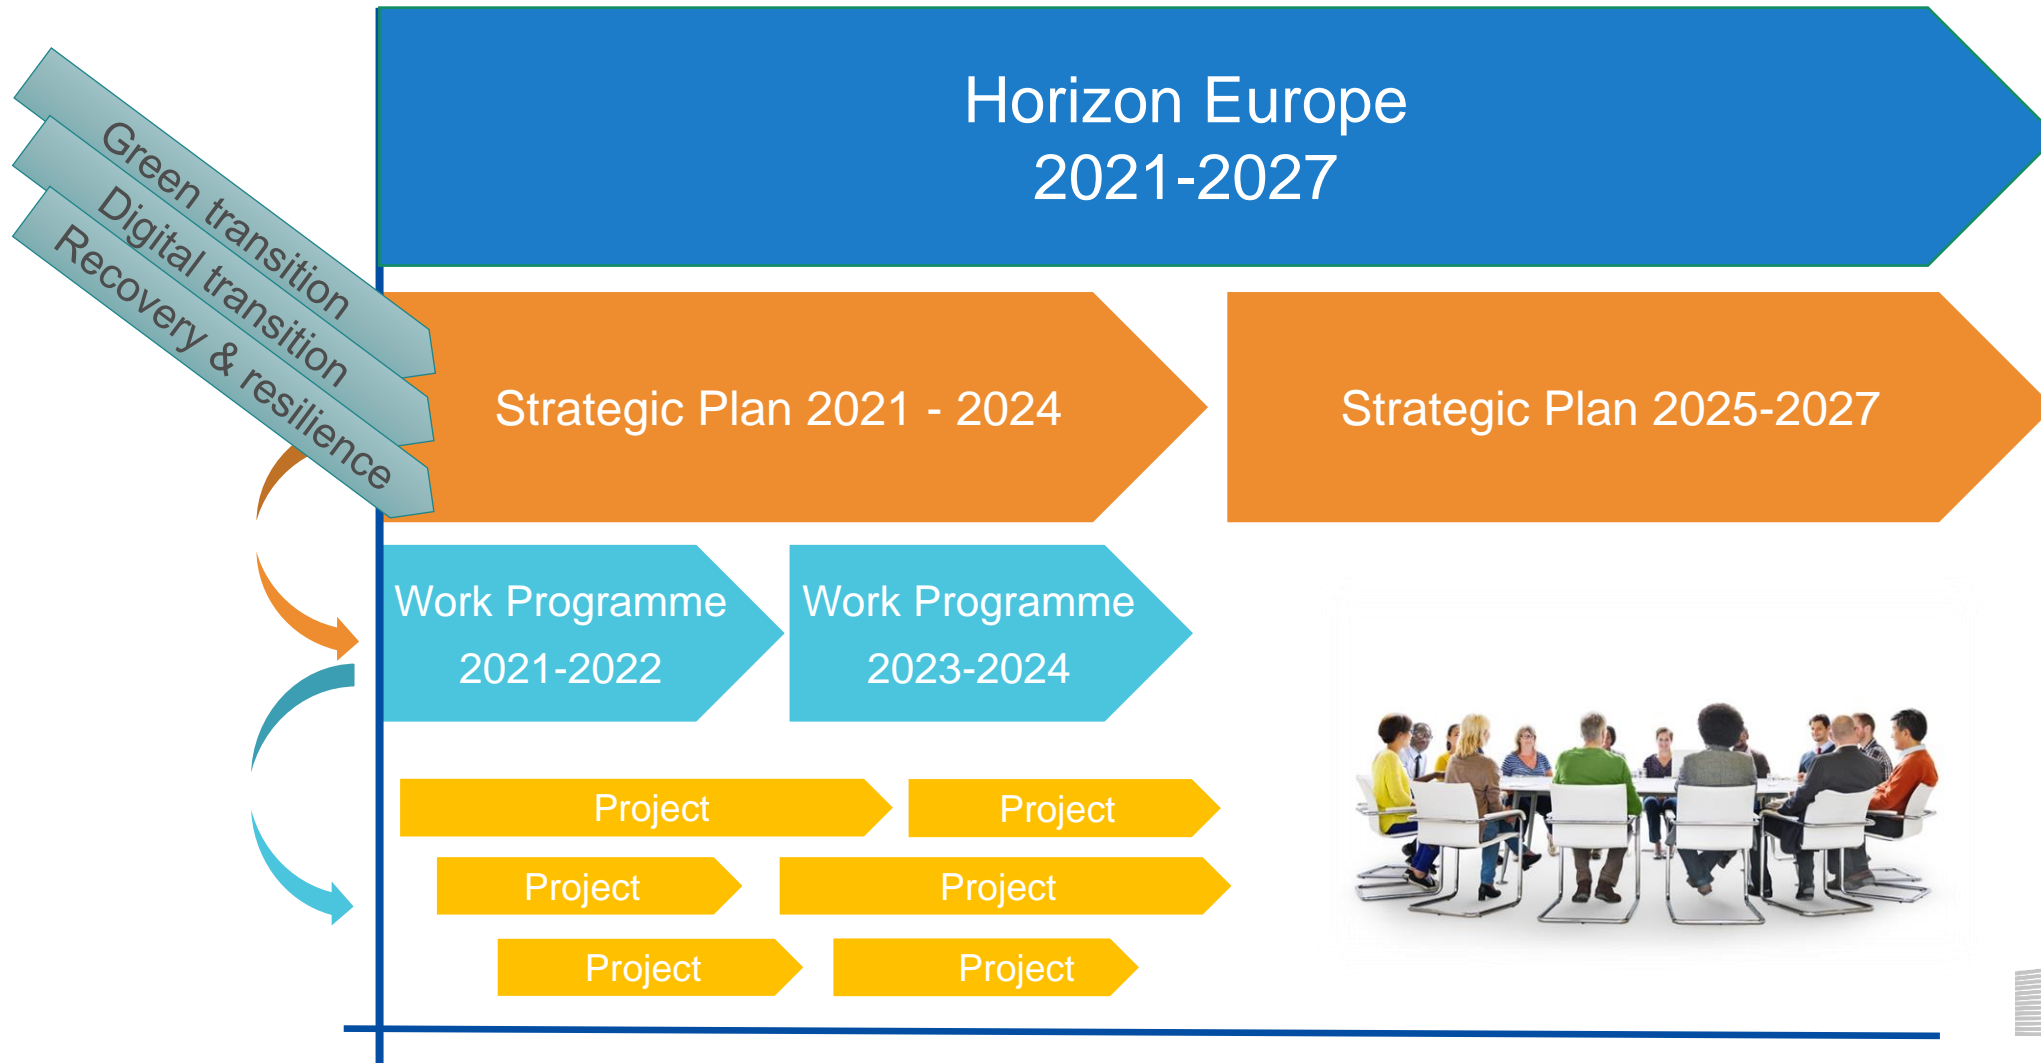 Horizon Europe
2021-2027
Green transition
Digital transition
Recovery & resilience
Strategic Plan 2021 - 2024
Strategic Plan 2025-2027
Work Programme
2021-2022
Work Programme
2023-2024
Project
Project
Project
Project
Project
Project